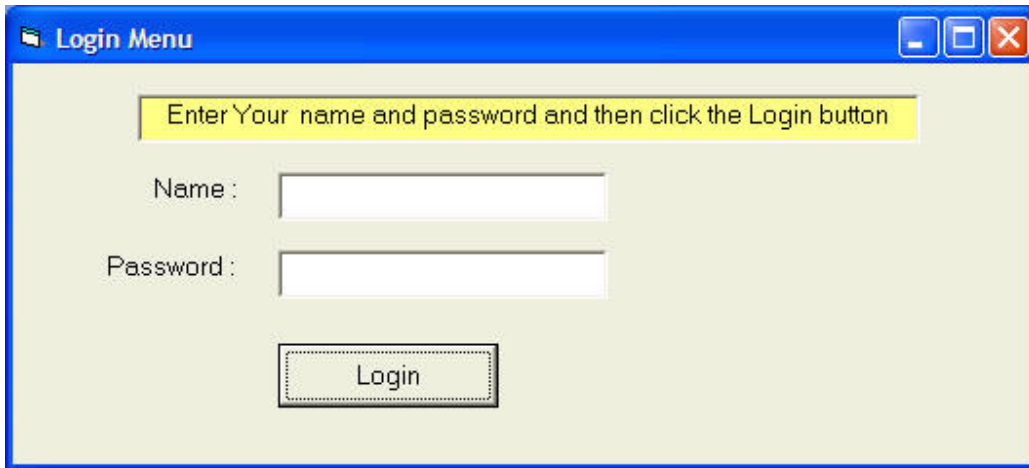 Login Menu
Enter Your name and password and then click the Login button
Name :
Password :
Login